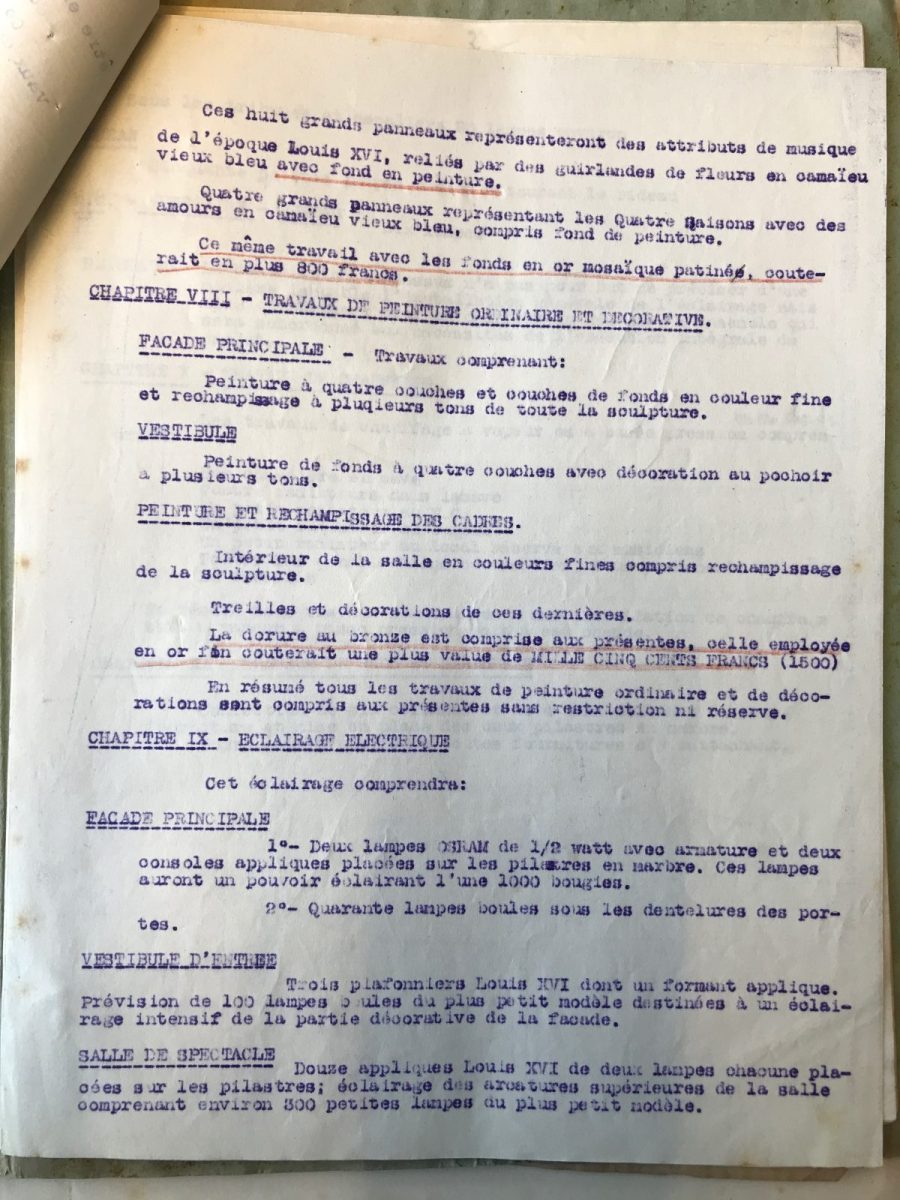 Ces huit grands panneaux représenteront des attributs de musique
de l'époque Louis XVI, reliés par des guirlandes de fleurs en camaïeu
vieux bleu avec fond en peinture.
Quatre grands panneaux représentant les Quatre Saisons avec des
amours en camaïeu vieux bleu, compris fond de peinture.
Ce même travail avec les fonds en or mosaïque patiné, coute-
rait en plus 800 francs.
CHAPITRE VIII - TRAVAUX DE PEINTURE ORDINAIRE ET DECORATIVE.
FACADE PRINCIPALE - Travaux comprenant:
Peinture à quatre couches et couches de fonds en couleur fine
et rechampissage à pluqieurs tons de toute la sculpture.
VESTIBULE
Peinture de fonds à quatre couches avec décoration au pochoir
à plusieurs tons.
PEINTURE ET RECHAMPISSAGE DES CADRES.
Intérieur de la salle en couleurs fines compris rechampissage
de la sculpture.
Treilles et décorations de ces dernières.
La dorure au bronze est comprise aux présentes, celle employée
en or fin couterait une plus value de MILLE CINQ CENTS FRANCS (1500)
En résumé tous les travaux de peinture ordinaire et de déco-
rations sont compris aux présentes sans restriction ni réserve.
CHAPITRE IX - ECLAIRAGE ELECTRIQUE
Cet éclairage comprendra:
FACADE PRINCIPALE
1°- Deux lampes OSRAM de 1/2 watt avec armature et deux
consoles appliques placées sur les pilastres en marbre. Ces lampes
auront un pouvoir éclairant l'une 1000 bougies.
2°- Quarante lampes boules sous les dentelures des por-
tes.
VESTIBULE D'ENTREE
Trois plafonniers Louis XVI dont un formant applique.
Prévision de 100 lampes boules du plus petit modèle destinées à un éclai-
rage intensif de la partie décorative de la facade.
SALLE DE SPECTACLE
Douze appliques Louis XVI de deux lampes chacune pla-
cées sur les pilastres; éclairage des arcatures supérieures de la salle
comprenant environ 300 petites lampes du plus petit modèle.